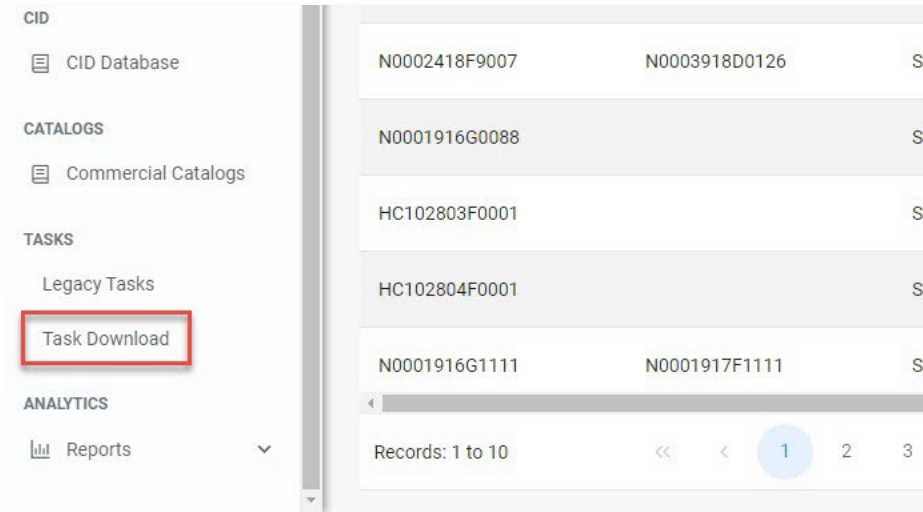 CID
CID Database
CATALOGS
Commercial Catalogs
TASKS
Legacy Tasks
Task Download
ANALYTICS
Reports
N0002418F9007 N0003918D0126 S
N0001916G0088 S
HC102803F0001 S
HC102804F0001 S
N0001916G1111 N0001917F1111 S
Records: 1 to 10 << < 1 2 3